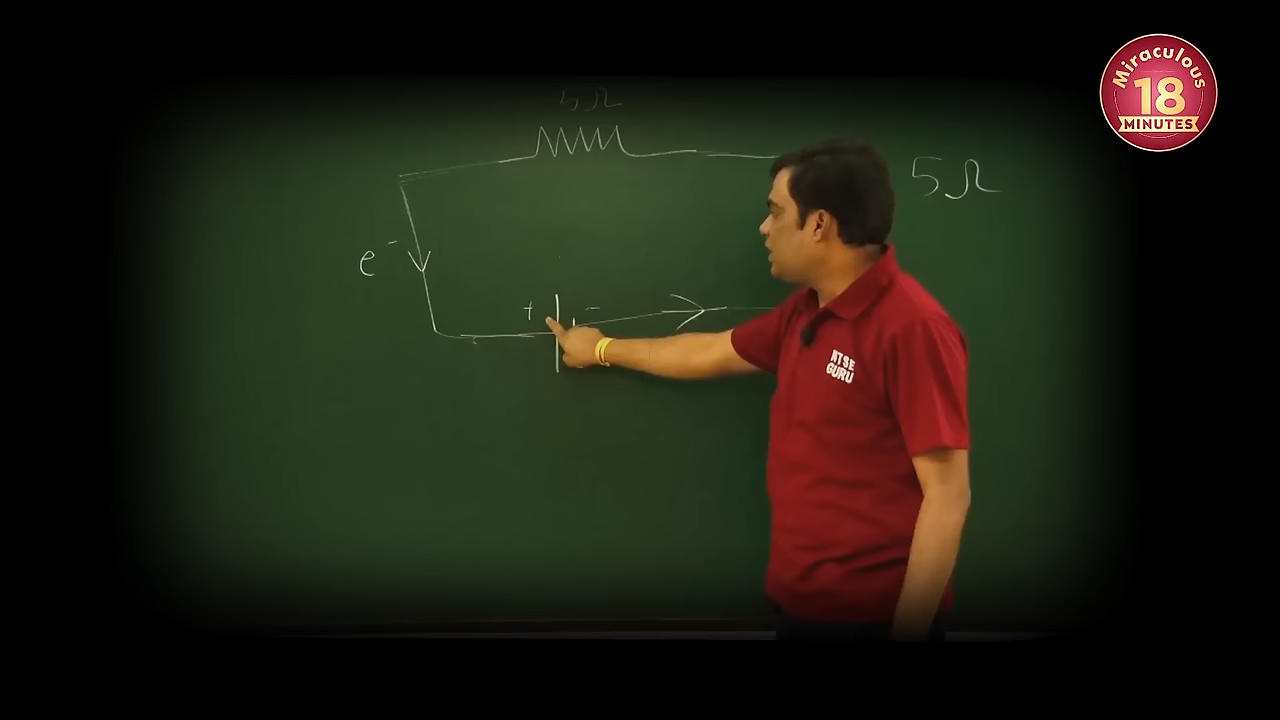 Miraculous
18
MINUTES
5Ω
5Ω
e⁻
+ -
NTSE
GURU